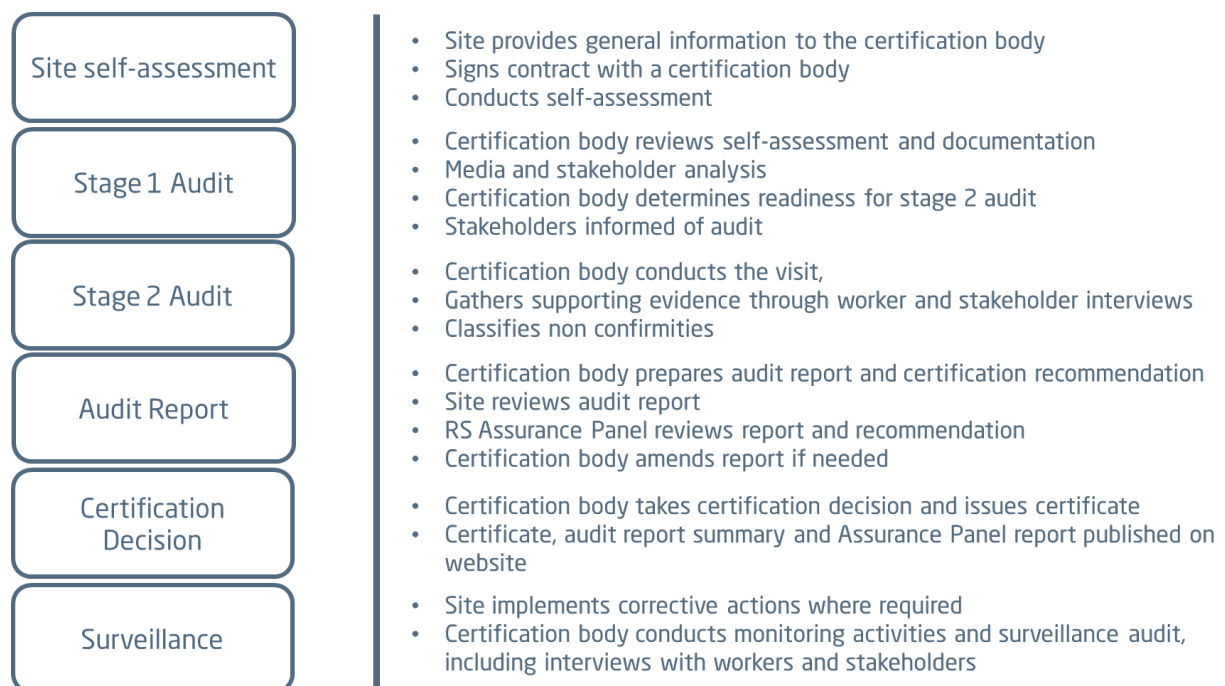 Site self-assessment
• Site provides general information to the certification body
• Signs contract with a certification body
• Conducts self-assessment
Stage 1 Audit
• Certification body reviews self-assessment and documentation
• Media and stakeholder analysis
• Certification body determines readiness for stage 2 audit
• Stakeholders informed of audit
Stage 2 Audit
• Certification body conducts the visit,
• Gathers supporting evidence through worker and stakeholder interviews
• Classifies non confirmities
Audit Report
• Certification body prepares audit report and certification recommendation
• Site reviews audit report
• RS Assurance Panel reviews report and recommendation
• Certification body amends report if needed
Certification
Decision
• Certification body takes certification decision and issues certificate
• Certificate, audit report summary and Assurance Panel report published on
website
Surveillance
• Site implements corrective actions where required
• Certification body conducts monitoring activities and surveillance audit,
including interviews with workers and stakeholders